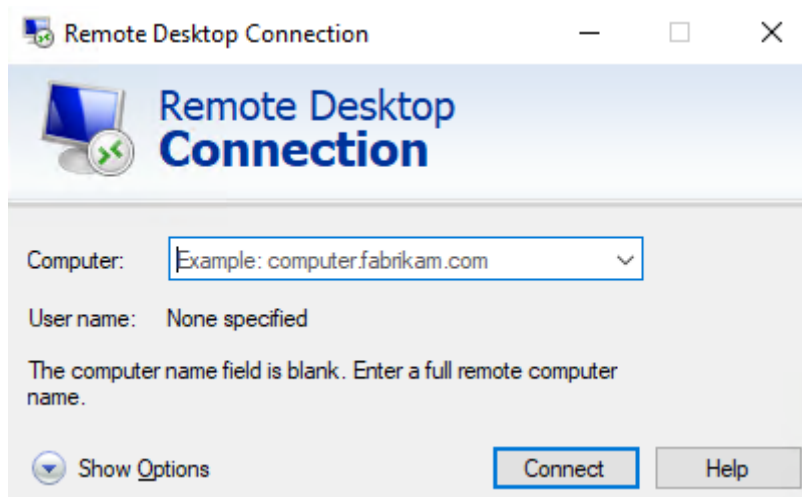 Remote Desktop Connection
Remote Desktop
Connection
Computer: Example: computer.fabrikam.com
User name: None specified
The computer name field is blank. Enter a full remote computer
name.
Show Options Connect Help